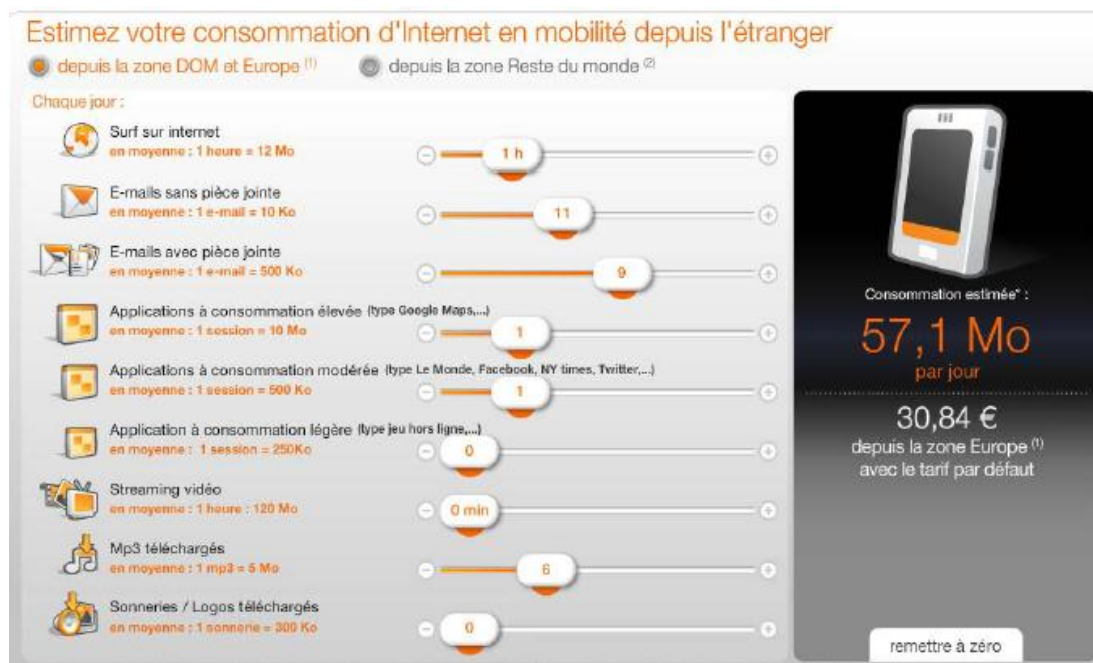 Estimez votre consommation d'Internet en mobilité depuis l'étranger
depuis la zone DOM et Europe (1)
depuis la zone Reste du monde (2)
Chaque jour :
Surf sur internet
en moyenne : 1 heure = 12 Mo
1 h
E-mails sans pièce jointe
en moyenne : 1 e-mail = 10 Ko
11
E-mails avec pièce jointe
en moyenne : 1 e-mail = 500 Ko
9
Applications à consommation élevée (type Google Maps,...)
en moyenne : 1 session = 10 Mo
1
Applications à consommation modérée (type Le Monde, Facebook, NY times, Twitter,...)
en moyenne : 1 session = 500 Ko
1
Application à consommation légère (type jeu hors ligne,...)
en moyenne : 1 session = 250Ko
0
Streaming vidéo
en moyenne : 1 heure : 120 Mo
0 min
Mp3 téléchargés
en moyenne : 1 mp3 = 5 Mo
6
Sonneries / Logos téléchargés
en moyenne : 1 sonnerie = 300 Ko
0
Consommation estimée* :
57,1 Mo
par jour
30,84 €
depuis la zone Europe (1)
avec le tarif par défaut
remettre à zéro